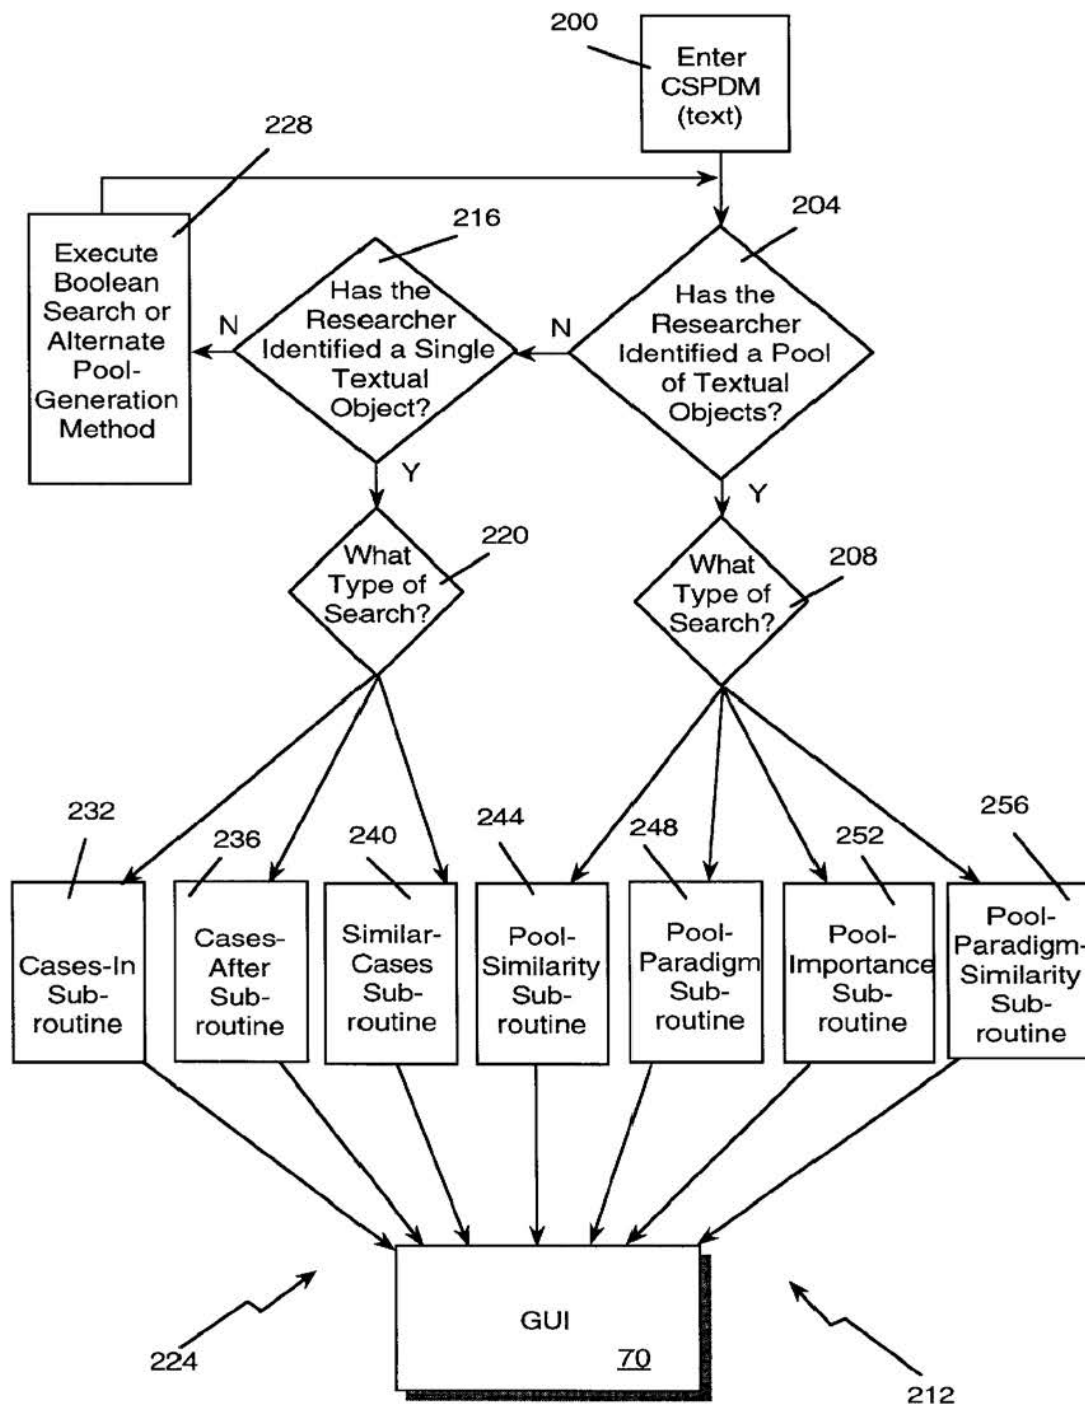 200
Enter
CSPDM
(text)
228
204
216
Execute
Boolean
Search or
Alternate
Pool-
Generation
Method
N
Has the
Researcher
Identified a Single
Textual
Object?
N
Has the
Researcher
Identified a Pool
of Textual
Objects?
Y
Y
220
What
Type of
Search?
208
What
Type of
Search?
232
236
240
244
248
252
256
Cases-In
Sub-
routine
Cases-
After
Sub-
routine
Similar-
Cases
Sub-
routine
Pool-
Similarity
Sub-
routine
Pool-
Paradigm
Sub-
routine
Pool-
Importance
Sub-
routine
Pool-
Paradigm-
Similarity
Sub-
routine
GUI
70
224
212